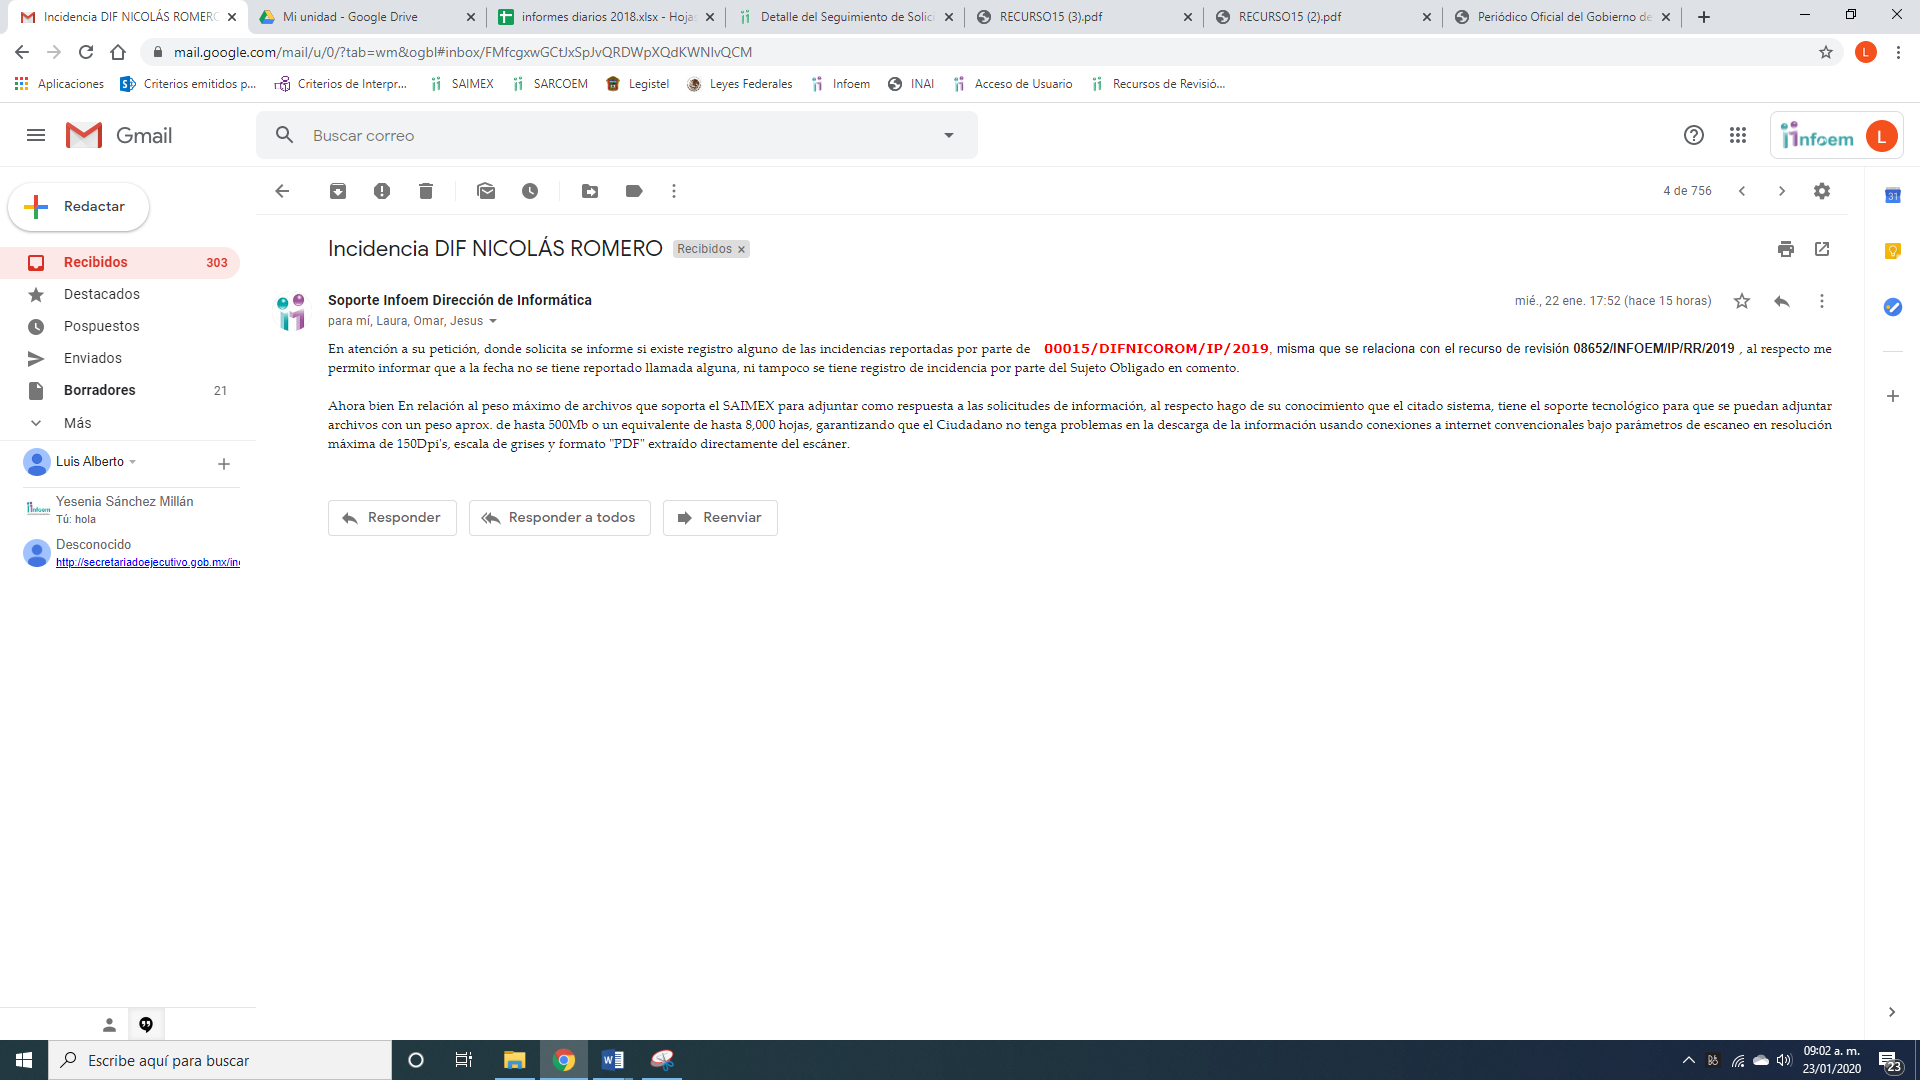 Incidencia DIF NICOLÁS ROMERO
Mi unidad - Google Drive
informes diarios 2018.xlsx - Hoja
Detalle del Seguimiento de Solici
RECURSO15 (3).pdf
RECURSO15 (2).pdf
Periódico Oficial del Gobierno de
mail.google.com/mail/u/0/?tab=wm&ogbl#inbox/FMfcgxwGCtJxSpJvQRDWpXQdKWNlvQCM
L
Aplicaciones
Criterios emitidos p...
Criterios de Interpr...
SAIMEX
SARCOEM
Legistel
Leyes Federales
Infoem
INAI
Acceso de Usuario
Recursos de Revisió...
Gmail
Buscar correo
infoem
L
Redactar
4 de 756
31
Recibidos 303
Destacados
Pospuestos
Enviados
Borradores 21
Más
Luis Alberto
Yesenia Sánchez Millán
Tú: hola
Desconocido
http://secretariadoejecutivo.gob.mx/in
Incidencia DIF NICOLÁS ROMERO Recibidos x
Soporte Infoem Dirección de Informática
mié., 22 ene. 17:52 (hace 15 horas)
para mí, Laura, Omar, Jesus
En atención a su petición, donde solicita se informe si existe registro alguno de las incidencias reportadas por parte de 00015/DIFNICOROM/IP/2019, misma que se relaciona con el recurso de revisión 08652/INFOEM/IP/RR/2019 , al respecto me
permito informar que a la fecha no se tiene reportado llamada alguna, ni tampoco se tiene registro de incidencia por parte del Sujeto Obligado en comento.
Ahora bien En relación al peso máximo de archivos que soporta el SAIMEX para adjuntar como respuesta a las solicitudes de información, al respecto hago de su conocimiento que el citado sistema, tiene el soporte tecnológico para que se puedan adjuntar
archivos con un peso aprox. de hasta 500Mb o un equivalente de hasta 8,000 hojas, garantizando que el Ciudadano no tenga problemas en la descarga de la información usando conexiones a internet convencionales bajo parámetros de escaneo en resolución
máxima de 150Dpi's, escala de grises y formato "PDF" extraído directamente del escáner.
Responder
Responder a todos
Reenviar
Escribe aquí para buscar
09:02 a. m.
23/01/2020
23